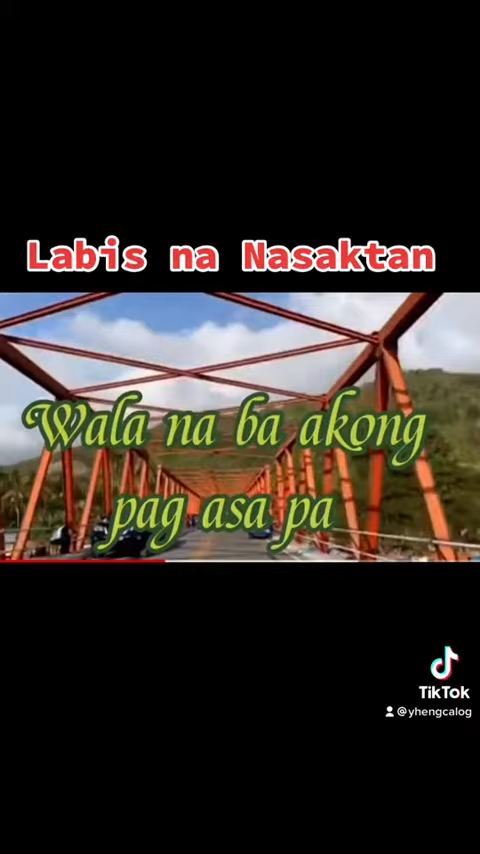 Labis na Nasaktan
Wala na ba akong
pag asa pa
TikTok
@yhengcalog